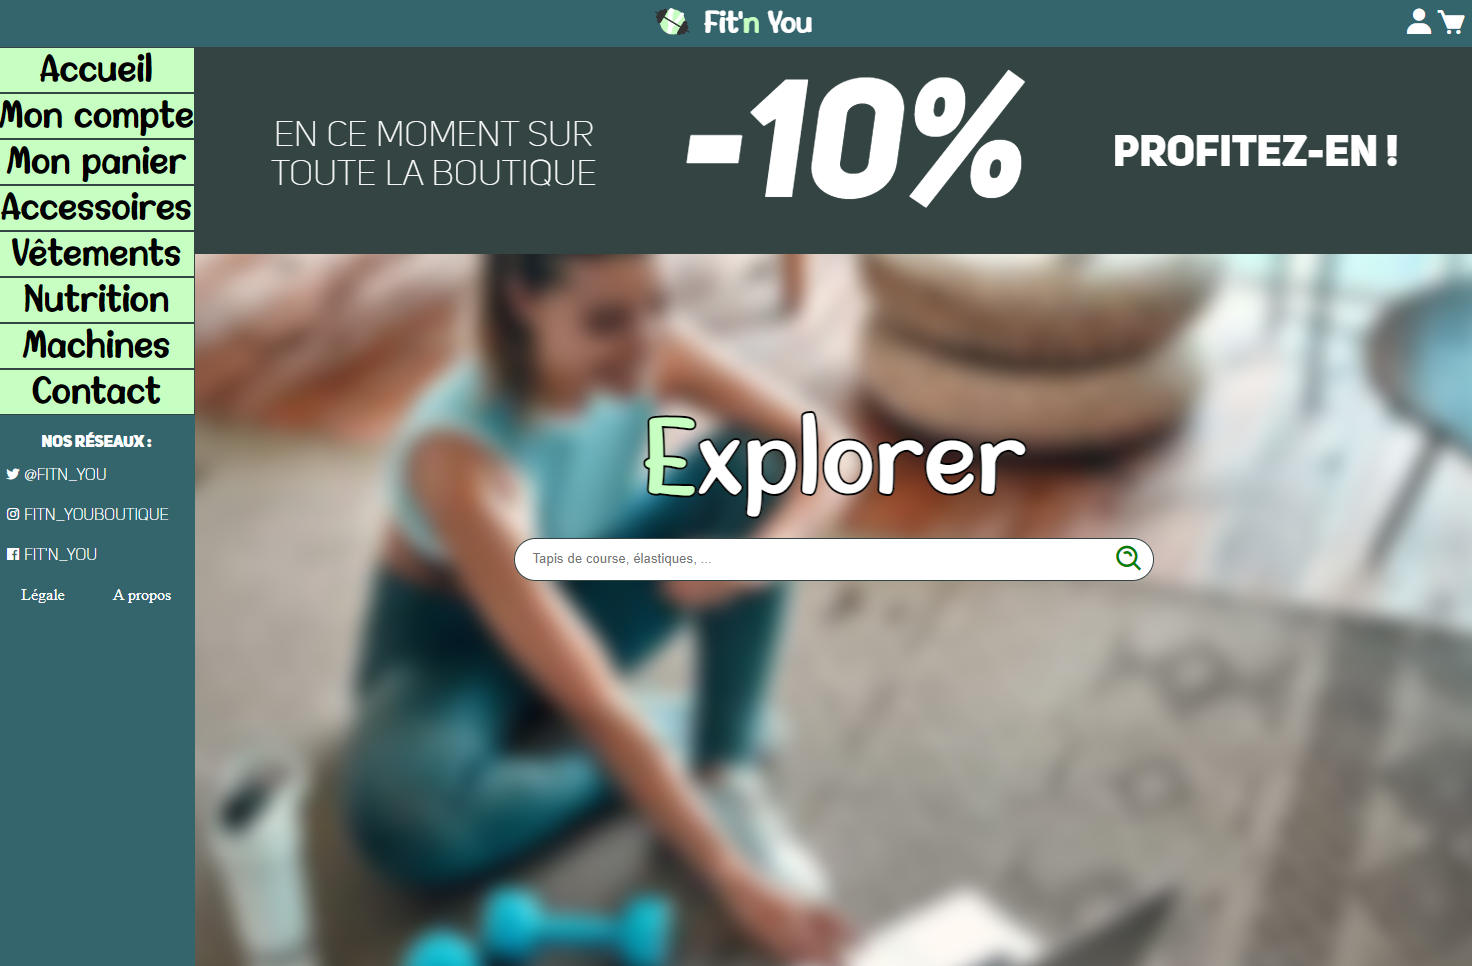 Fit'n You
Accueil
Mon compte
Mon panier
Accessoires
Vêtements
Nutrition
Machines
Contact
NOS RÉSEAUX :
@FITN_YOU
FITN_YOUBOUTIQUE
FIT'N_YOU
Légale
A propos
EN CE MOMENT SUR
TOUTE LA BOUTIQUE
-10%
PROFITEZ-EN !
Explorer
Tapis de course, élastiques, ...